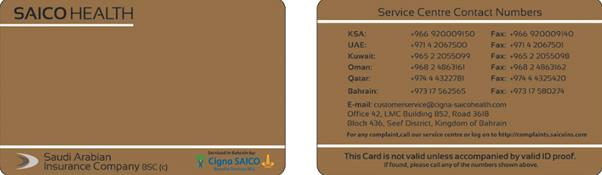 SAICO HEALTH
Saudi Arabian
Insurance Company BSC (c)
Serviced in Bahrain by:
Cigna SAICO
Service Centre Contact Numbers
KSA: +966 920009150 Fax: +966 920009140
UAE: +971 4 2067500 Fax: +971 4 2067501
Kuwait: +965 2 2055099 Fax: +965 2 2055098
Oman: +968 2 4863161 Fax: +968 2 4863162
Qatar: +974 4 4322781 Fax: +974 4 4325420
Bahrain: +973 17 562565 Fax: +973 17 580274
E-mail: customerservice@cigna-saicohealth.com
Office 42, LMC Building 852, Road 3618
Block 436, Seef District, Kingdom of Bahrain
For any complaint,call our service centre or log on to http://complaints.saicoins.com
This Card is not valid unless accompanied by valid ID proof.
If found, please call any of the numbers shown above.